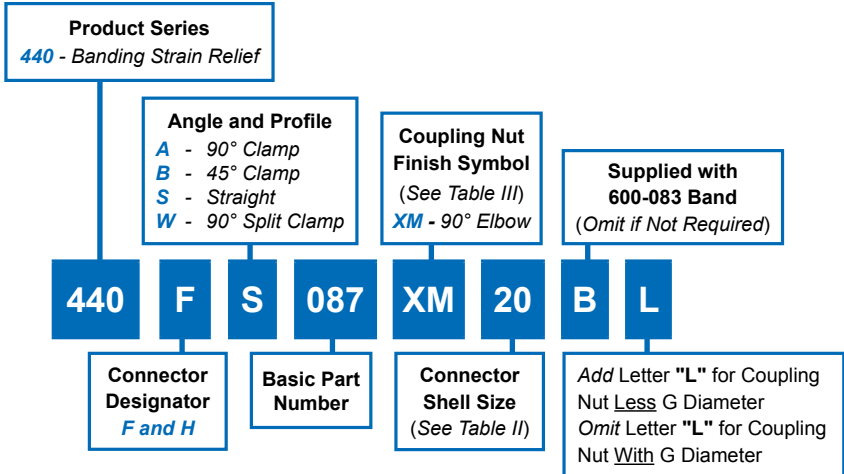 Product Series
440 - Banding Strain Relief
Angle and Profile
A - 90° Clamp
B - 45° Clamp
S - Straight
W - 90° Split Clamp
Coupling Nut
Finish Symbol
(See Table III)
XM - 90° Elbow
Supplied with
600-083 Band
(Omit if Not Required)
440 F S 087 XM 20 B L
Connector
Designator
F and H
Basic Part
Number
Connector
Shell Size
(See Table II)
Add Letter "L" for Coupling
Nut Less G Diameter
Omit Letter "L" for Coupling
Nut With G Diameter